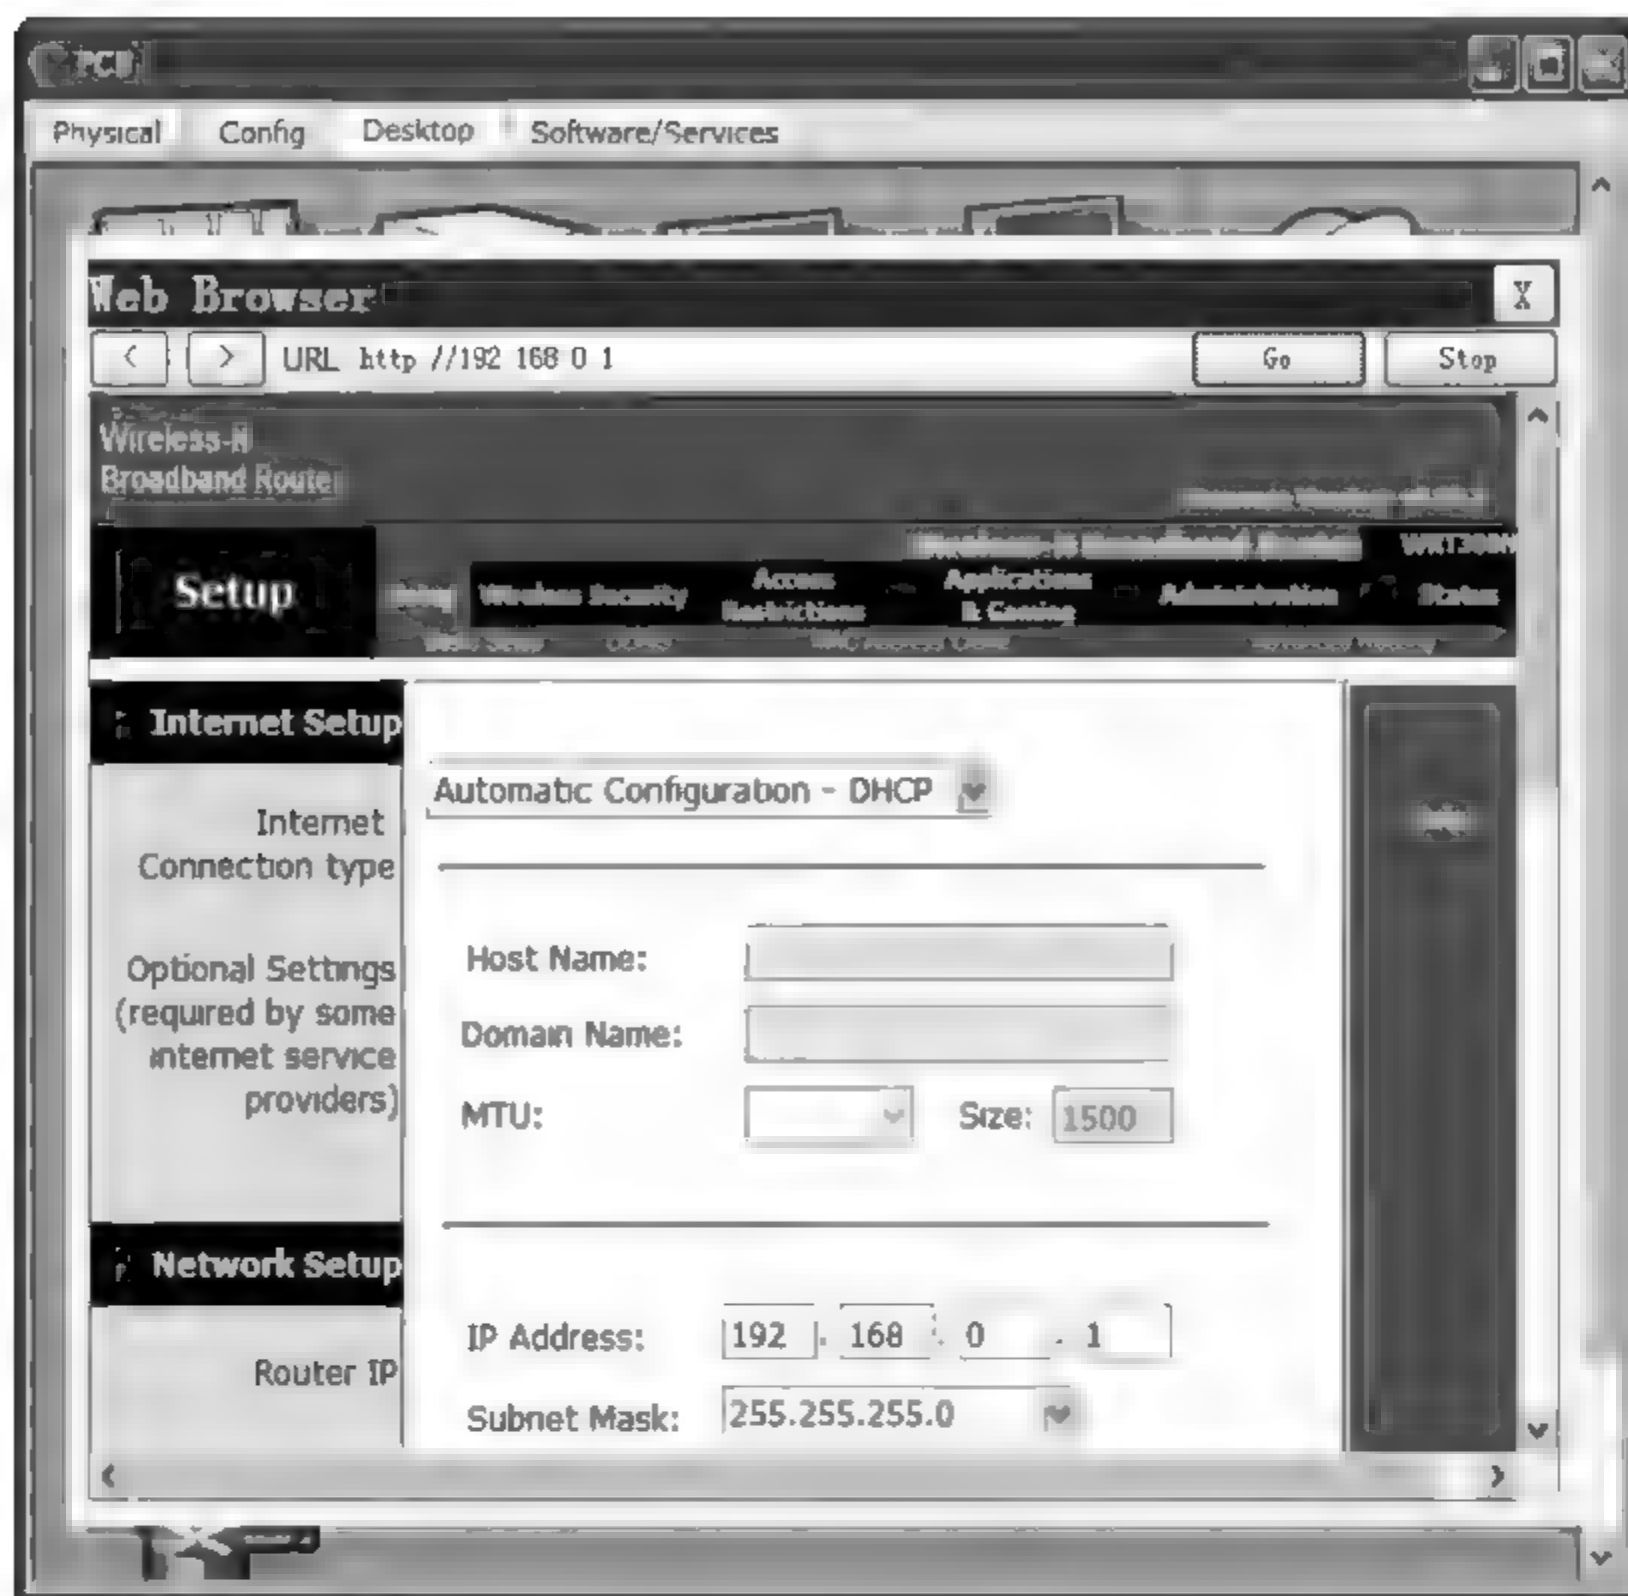 Physical Config Desktop Software/Services
Web Browser X
< > URL http //192 168 0 1 Go Stop
Wireless-N
Broadband Router
Setup
Wireless Security
Access
Restrictions
Applications
& Gaming
Administration
Status
Internet Setup
Automatic Configuration - DHCP
Internet
Connection type
Optional Settings
(required by some
internet service
providers)
Host Name:
Domain Name:
MTU: Size: 1500
Network Setup
Router IP
IP Address: 192 . 168 . 0 . 1
Subnet Mask: 255.255.255.0